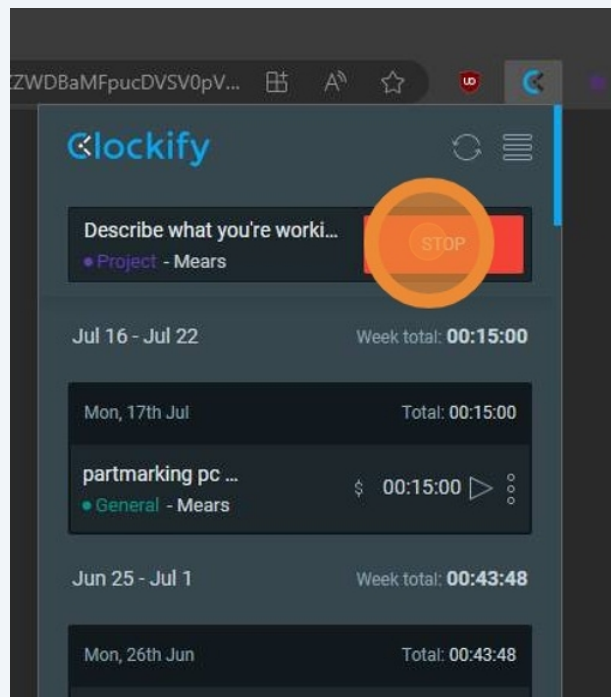 ZWDBaMFpucDVSV0pV...
Clockify
Describe what you're worki...
STOP
Project - Mears
Jul 16 - Jul 22
Week total: 00:15:00
Mon, 17th Jul
Total: 00:15:00
partmarking pc ...
$ 00:15:00
General - Mears
Jun 25 - Jul 1
Week total: 00:43:48
Mon, 26th Jun
Total: 00:43:48